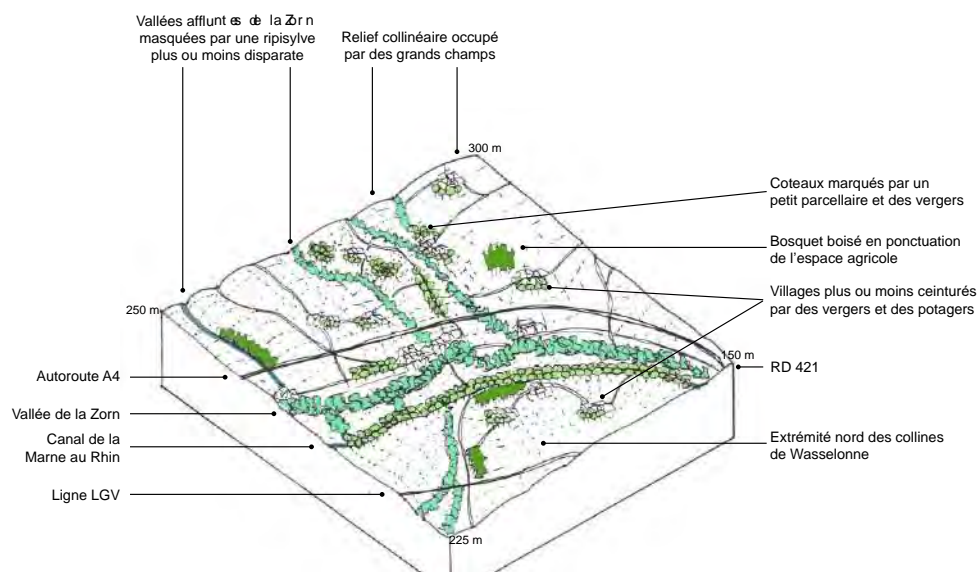 Vallées affluntes de la Zorn
masquées par une ripisylve
plus ou moins disparate
Relief collinéaire occupé
par des grands champs
300 m
Coteaux marqués par un
petit parcellaire et des vergers
Bosquet boisé en ponctuation
de l'espace agricole
Villages plus ou moins ceinturés
par des vergers et des potagers
250 m
150 m
RD 421
Autoroute A4
Vallée de la Zorn
Canal de la
Marne au Rhin
Extrémité nord des collines
de Wasselonne
Ligne LGV
225 m